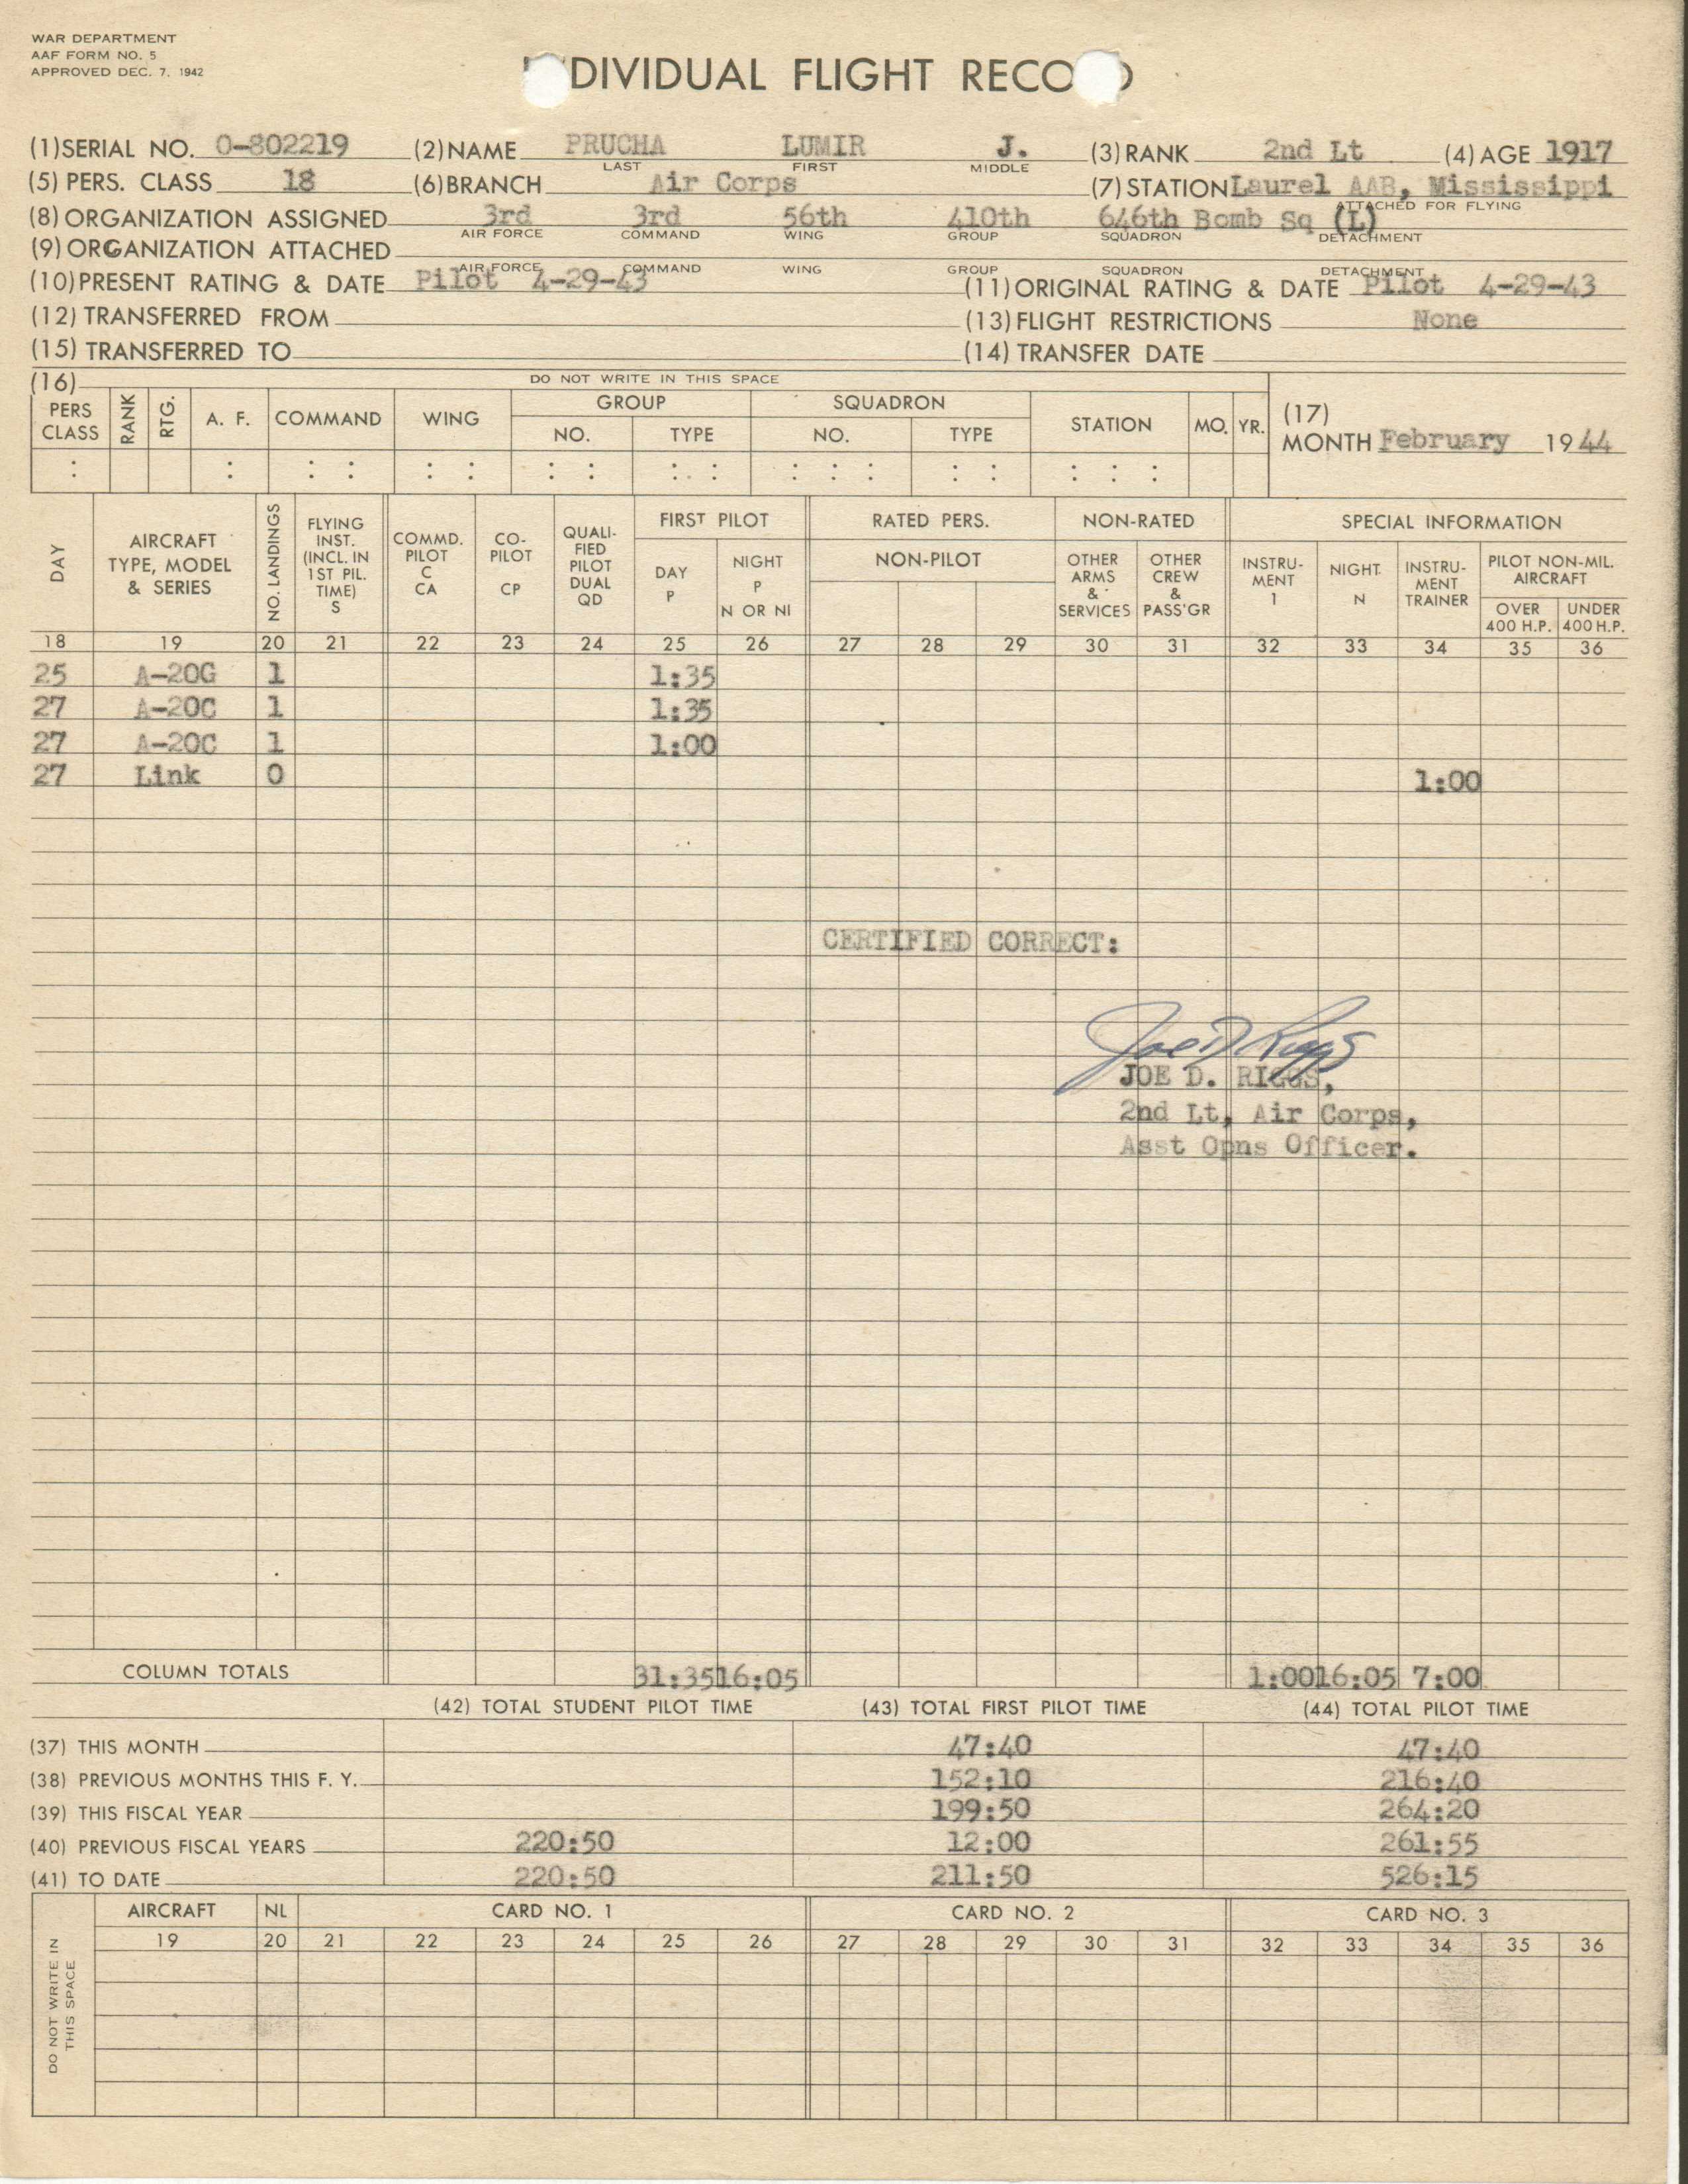 WAR DEPARTMENT
AAF FORM NO. 5
APPROVED DEC. 7, 1942
INDIVIDUAL FLIGHT RECORD
(1) SERIAL NO. O-802219 (2) NAME PRUCHA LUMIR J. (3) RANK 2nd Lt (4) AGE 1917
LAST FIRST MIDDLE
(5) PERS. CLASS 18 (6) BRANCH Air Corps (7) STATION Laurel AAB, Mississippi
ATTACHED FOR FLYING
(8) ORGANIZATION ASSIGNED 3rd 3rd 56th 410th 646th Bomb Sq (L)
AIR FORCE COMMAND WING GROUP SQUADRON DETACHMENT
(9) ORGANIZATION ATTACHED
AIR FORCE COMMAND WING GROUP SQUADRON DETACHMENT
(10) PRESENT RATING & DATE Pilot 4-29-43 (11) ORIGINAL RATING & DATE Pilot 4-29-43
(12) TRANSFERRED FROM (13) FLIGHT RESTRICTIONS None
(15) TRANSFERRED TO (14) TRANSFER DATE
(16) DO NOT WRITE IN THIS SPACE
PERS CLASS RANK RTG. A. F. COMMAND WING GROUP NO. TYPE SQUADRON NO. TYPE STATION MO. YR.
(17)
MONTH February 1944
DAY AIRCRAFT TYPE, MODEL & SERIES NO. LANDINGS FLYING INST. (INCL. IN 1ST PIL. TIME) S COMMD. PILOT C CA CO-PILOT CP QUALI-FIED PILOT DUAL QD FIRST PILOT DAY P NIGHT P N OR NI RATED PERS. NON-PILOT NON-RATED OTHER ARMS & SERVICES OTHER CREW & PASS'GR SPECIAL INFORMATION INSTRU-MENT 1 NIGHT N INSTRU-MENT TRAINER PILOT NON-MIL. AIRCRAFT OVER 400 H.P. UNDER 400 H.P.
18 19 20 21 22 23 24 25 26 27 28 29 30 31 32 33 34 35 36
25 A-20G 1 1:35
27 A-20C 1 1:35
27 A-20C 1 1:00
27 Link 0 1:00
CERTIFIED CORRECT:
Joe D Riggs
JOE D. RIGGS,
2nd Lt, Air Corps,
Asst Opns Officer.
COLUMN TOTALS 31:35 16:05 1:00 16:05 7:00
(42) TOTAL STUDENT PILOT TIME (43) TOTAL FIRST PILOT TIME (44) TOTAL PILOT TIME
(37) THIS MONTH 47:40 47:40
(38) PREVIOUS MONTHS THIS F. Y. 152:10 216:40
(39) THIS FISCAL YEAR 199:50 264:20
(40) PREVIOUS FISCAL YEARS 220:50 12:00 261:55
(41) TO DATE 220:50 211:50 526:15
DO NOT WRITE IN THIS SPACE
AIRCRAFT NL CARD NO. 1 CARD NO. 2 CARD NO. 3
19 20 21 22 23 24 25 26 27 28 29 30 31 32 33 34 35 36